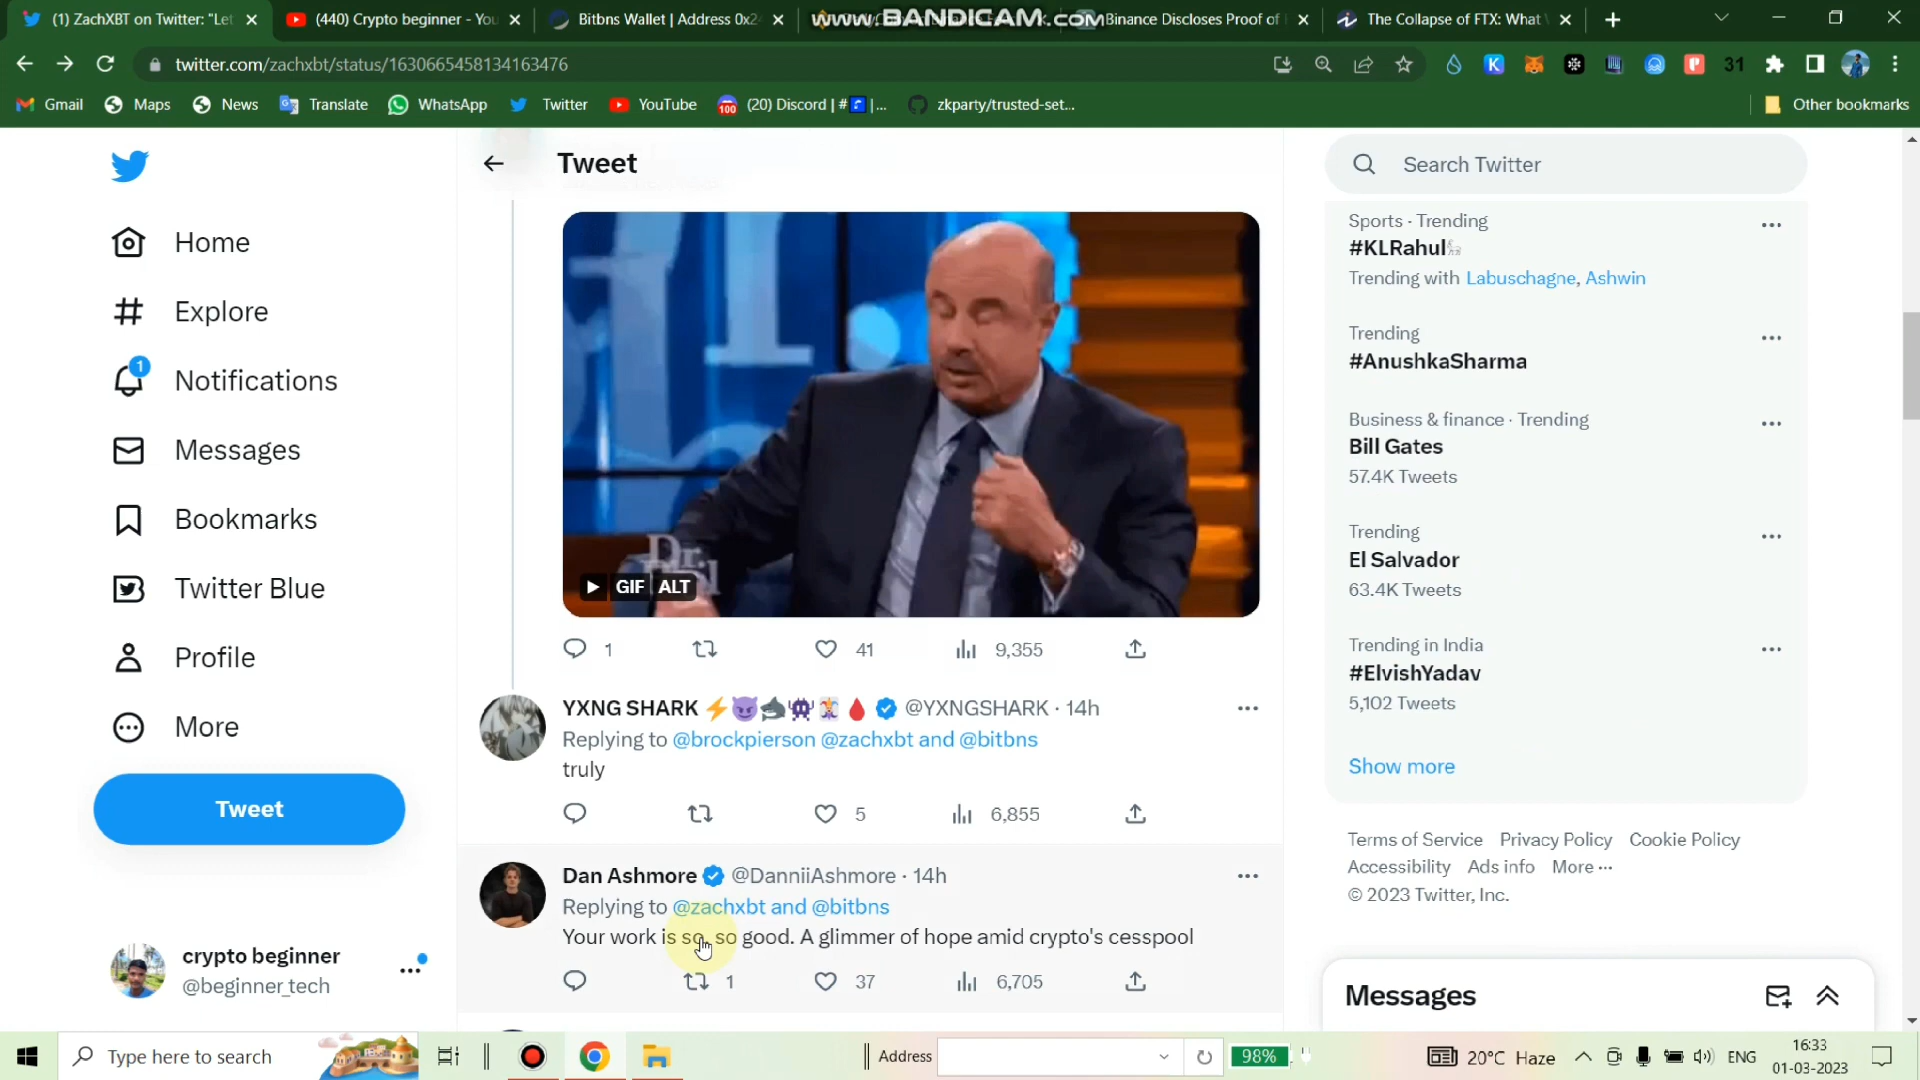 (1) ZachXBT on Twitter: "Let
(440) Crypto beginner - You
Bitbns Wallet | Address 0x2
www.BANDICAM.com
Binance Discloses Proof of
The Collapse of FTX: What
twitter.com/zachxbt/status/1630665458134163476
31
Gmail
Maps
News
Translate
WhatsApp
Twitter
YouTube
100
(20) Discord | # | ...
zkparty/trusted-set...
Other bookmarks
Home
Explore
1
Notifications
Messages
Bookmarks
Twitter Blue
Profile
More
Tweet
crypto beginner
@beginner_tech
Tweet
Dr. Phil
GIF ALT
1
41
9,355
YXNG SHARK ⚡😈🦈👾🃏🩸 @YXNGSHARK · 14h
Replying to @brockpierson @zachxbt and @bitbns
truly
5
6,855
Dan Ashmore @DanniiAshmore · 14h
Replying to @zachxbt and @bitbns
Your work is so, so good. A glimmer of hope amid crypto's cesspool
1
37
6,705
Search Twitter
Sports · Trending
#KLRahul
Trending with Labuschagne, Ashwin
Trending
#AnushkaSharma
Business & finance · Trending
Bill Gates
57.4K Tweets
Trending
El Salvador
63.4K Tweets
Trending in India
#ElvishYadav
5,102 Tweets
Show more
Terms of Service Privacy Policy Cookie Policy
Accessibility Ads info More ···
© 2023 Twitter, Inc.
Messages
Type here to search
Address
98%
20°C Haze
ENG
16:33
01-03-2023